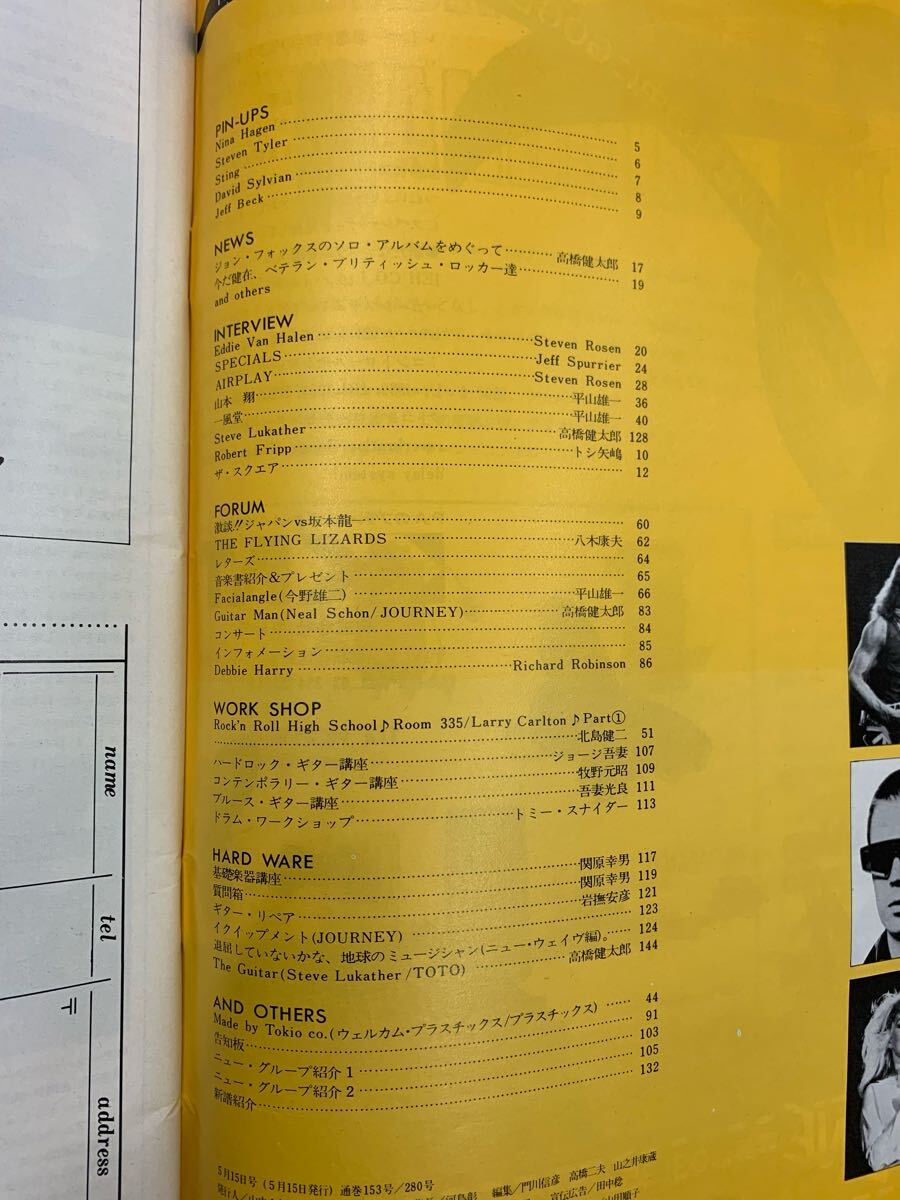 PIN-UPS
Nina Hagen 5
Steven Tyler 6
Sting 7
David Sylvian 8
Jeff Beck 9
NEWS
ジョン・フォックスのソロ・アルバムをめぐって 高橋健太郎 17
今だ健在、ベテラン・ブリティッシュ・ロッカー達 19
and others
INTERVIEW
Eddie Van Halen Steven Rosen 20
SPECIALS Jeff Spurrier 24
AIRPLAY Steven Rosen 28
山本 翔 平山雄一 36
一風堂 平山雄一 40
Steve Lukather 高橋健太郎 128
Robert Fripp トシ矢嶋 10
ザ・スクエア 12
FORUM
激談!!ジャパンvs坂本龍一 60
THE FLYING LIZARDS 八木康夫 62
レターズ 64
音楽書紹介&プレゼント 65
Facialangle(今野雄二) 平山雄一 66
Guitar Man(Neal Schon/JOURNEY) 高橋健太郎 83
コンサート 84
インフォメーション 85
Debbie Harry Richard Robinson 86
WORK SHOP
Rock'n Roll High School♪Room 335/Larry Carlton♪Part①
北島健二 51
ハードロック・ギター講座 ジョージ吾妻 107
コンテンポラリー・ギター講座 牧野元昭 109
ブルース・ギター講座 吾妻光良 111
ドラム・ワークショップ トミー・スナイダー 113
HARD WARE
基礎楽器講座 関原幸男 117
質問箱 関原幸男 119
ギター・リペア 岩撫安彦 121
イクイップメント(JOURNEY) 123
退屈していないかな、地球のミュージシャン(ニュー・ウェイヴ編)。 124
The Guitar(Steve Lukather/TOTO) 高橋健太郎 144
AND OTHERS
Made by Tokio co.(ウェルカム・プラスチックス/プラスチックス) 44
告知板 91
ニュー・グループ紹介 1 103
ニュー・グループ紹介 2 105
新譜紹介 132
5月15日号 (5月15日発行) 通巻153号/280号
編集/門川信彦 高橋二夫 山之井康蔵
宣伝広告/田中稔
name
tel
〒
address